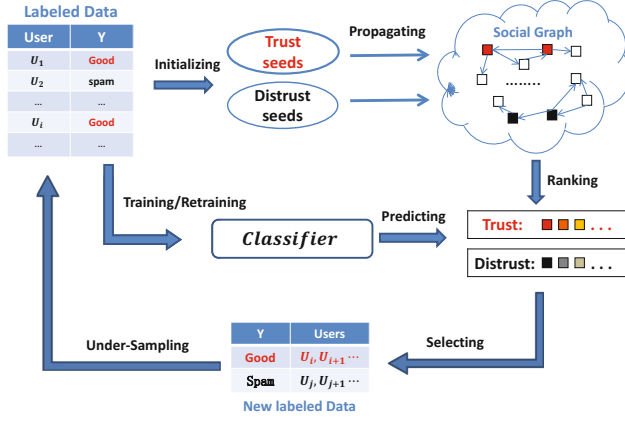 Labeled Data
User Y
U₁ Good
U₂ spam
... ...
Uᵢ Good
... ...
Initializing
Trust
seeds
Distrust
seeds
Propagating
Social Graph
........
Ranking
Training/Retraining
Classifier
Predicting
Trust: ...
Distrust: ...
Selecting
Y Users
Good Uᵢ, Uᵢ₊₁ ⋯
Spam Uⱼ, Uⱼ₊₁ ⋯
New labeled Data
Under-Sampling